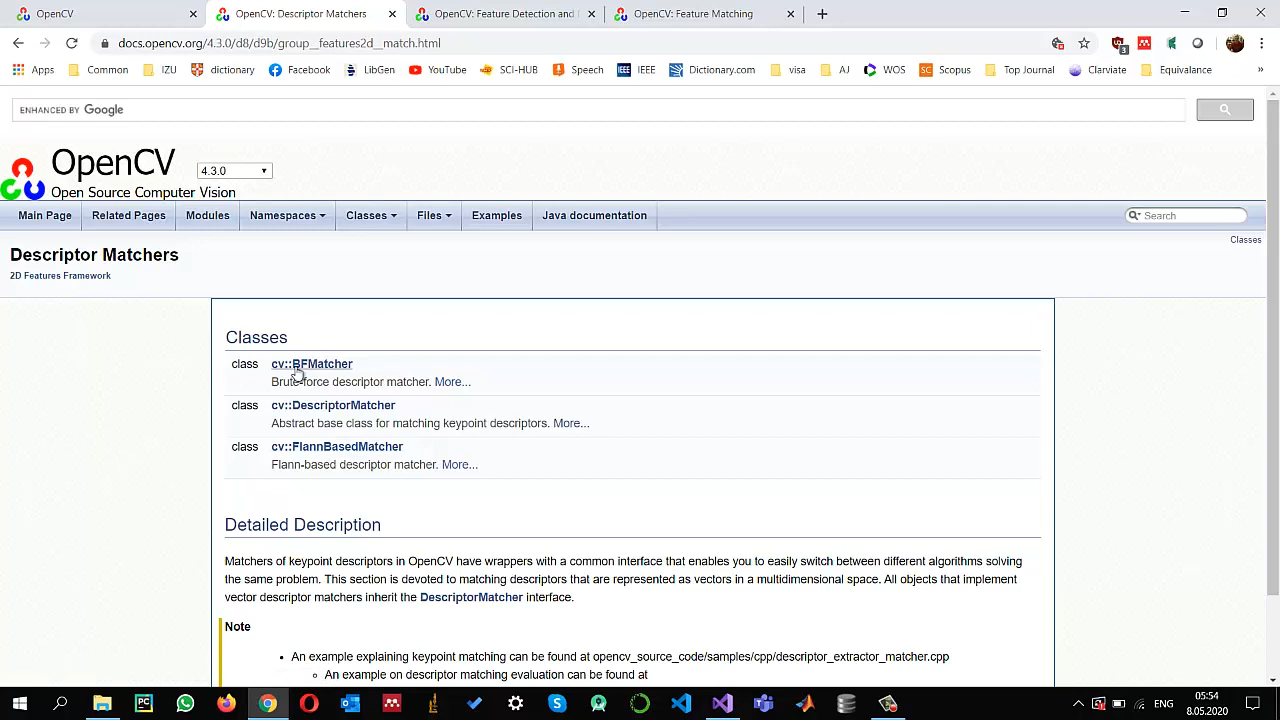 OpenCV
OpenCV: Descriptor Matchers
OpenCV: Feature Detection and
OpenCV: Feature Matching
docs.opencv.org/4.3.0/d8/d9b/group__features2d__match.html
3
Apps
Common
IZU
dictionary
Facebook
LibGen
YouTube
SCI-HUB
Speech
IEEE
IEEE
Dictionary.com
visa
AJ
WOS
SC
Scopus
Top Journal
Clarviate
Equivalance
»
ENHANCED BY Google
OpenCV
4.3.0
Open Source Computer Vision
Main Page
Related Pages
Modules
Namespaces
Classes
Files
Examples
Java documentation
Search
Classes
Descriptor Matchers
2D Features Framework
Classes
class cv::BFMatcher
Brute-force descriptor matcher. More...
class cv::DescriptorMatcher
Abstract base class for matching keypoint descriptors. More...
class cv::FlannBasedMatcher
Flann-based descriptor matcher. More...
Detailed Description
Matchers of keypoint descriptors in OpenCV have wrappers with a common interface that enables you to easily switch between different algorithms solving
the same problem. This section is devoted to matching descriptors that are represented as vectors in a multidimensional space. All objects that implement
vector descriptor matchers inherit the DescriptorMatcher interface.
Note
An example explaining keypoint matching can be found at opencv_source_code/samples/cpp/descriptor_extractor_matcher.cpp
An example on descriptor matching evaluation can be found at
PC
ENG
05:54
8.05.2020